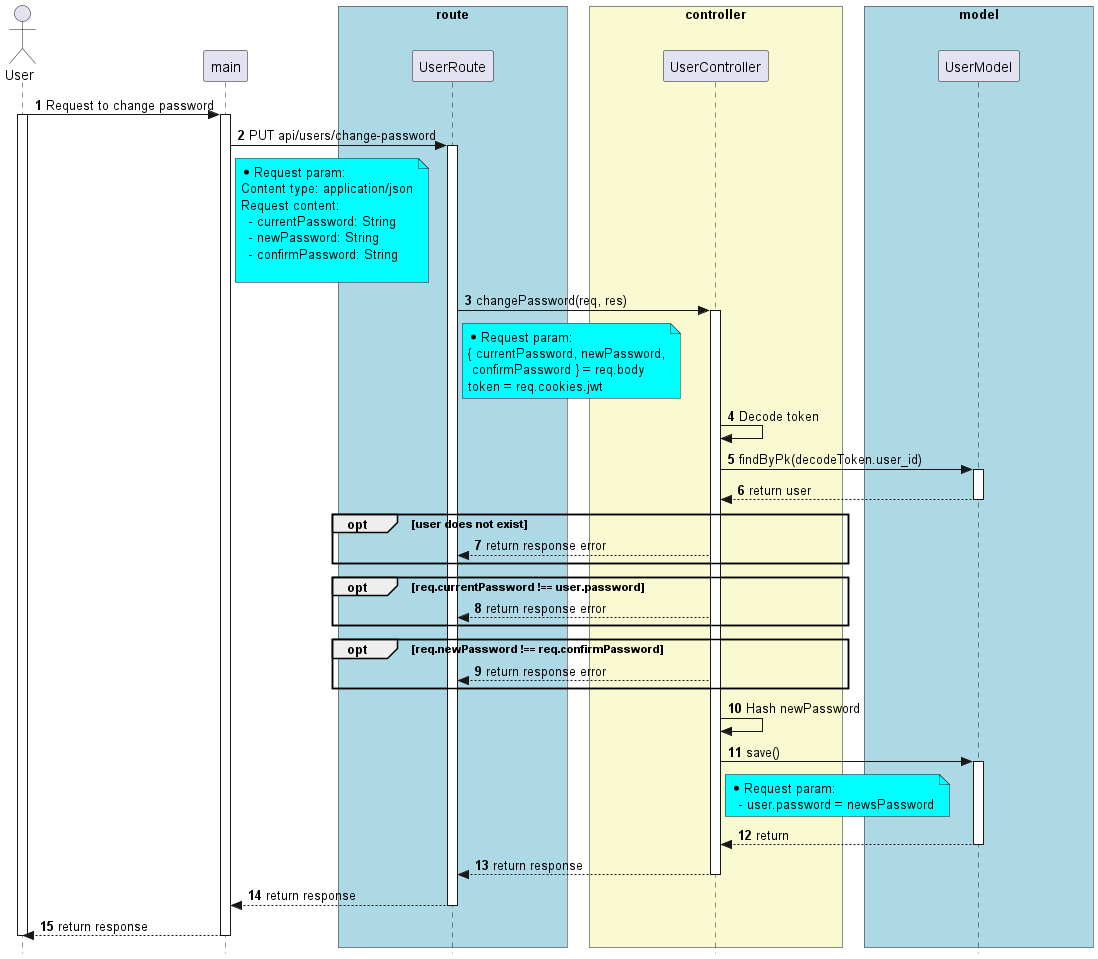 route
controller
model
User
main
UserRoute
UserController
UserModel
1 Request to change password
2 PUT api/users/change-password
• Request param:
Content type: application/json
Request content:
- currentPassword: String
- newPassword: String
- confirmPassword: String
3 changePassword(req, res)
• Request param:
{ currentPassword, newPassword,
confirmPassword } = req.body
token = req.cookies.jwt
4 Decode token
5 findByPk(decodeToken.user_id)
6 return user
opt [user does not exist]
7 return response error
opt [req.currentPassword !== user.password]
8 return response error
opt [req.newPassword !== req.confirmPassword]
9 return response error
10 Hash newPassword
11 save()
• Request param:
- user.password = newsPassword
12 return
13 return response
14 return response
15 return response